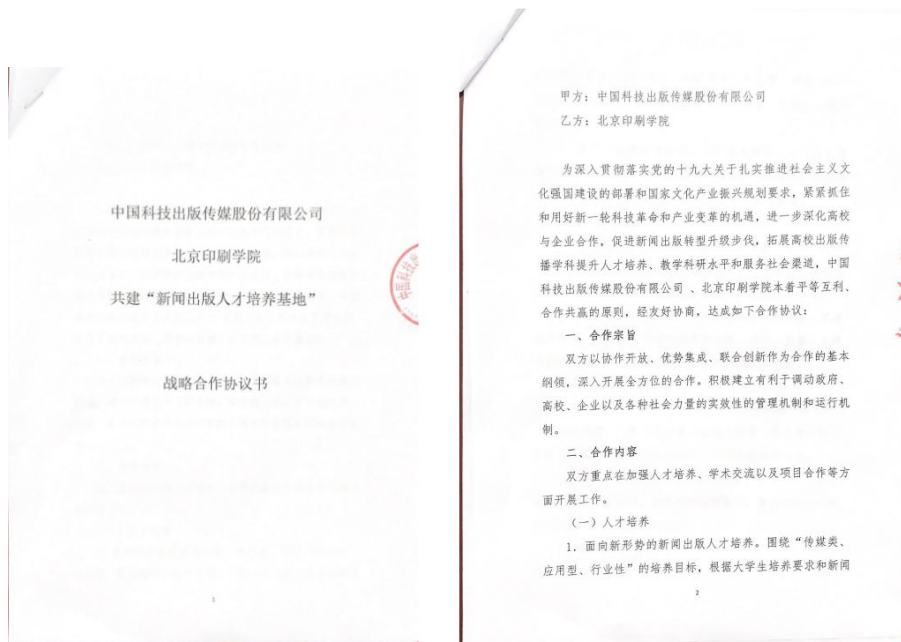 中国科技出版传媒股份有限公司
北京印刷学院
共建“新闻出版人才培养基地”
战略合作协议书
1
甲方：中国科技出版传媒股份有限公司
乙方：北京印刷学院
为深入贯彻落实党的十九大关于扎实推进社会主义文
化强国建设的部署和国家文化产业振兴规划要求，紧紧抓住
和用好新一轮科技革命和产业变革的机遇，进一步深化高校
与企业合作，促进新闻出版转型升级步伐，拓展高校出版传
播学科提升人才培养、教学科研水平和服务社会渠道，中国
科技出版传媒股份有限公司 、北京印刷学院本着平等互利、
合作共赢的原则，经友好协商，达成如下合作协议：
一、合作宗旨
双方以协作开放、优势集成、联合创新作为合作的基本
纲领，深入开展全方位的合作。积极建立有利于调动政府、
高校、企业以及各种社会力量的实效性的管理机制和运行机
制。
二、合作内容
双方重点在加强人才培养、学术交流以及项目合作等方
面开展工作。
（一）人才培养
1．面向新形势的新闻出版人才培养。围绕“传媒类、
应用型、行业性”的培养目标，根据大学生培养要求和新闻
2